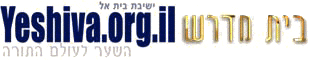 ישיבת בית אל
Yeshiva.org.il בית מדרש
השער לעולם התורה